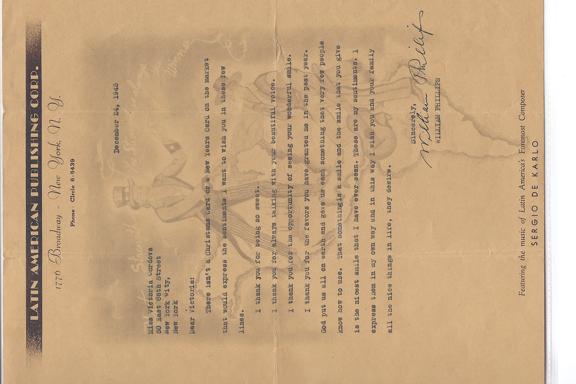 LATIN AMERICAN PUBLISHING CORP.
1776 Broadway - New York, N. Y.
Phone Circle 6-8439
December 24, 1945
Miss Victoria Cordova
50 East 96th Street
New York City,
New York
Dear Victoria:
There isn't a Christmas Card or a New Years Card on the market
that would express the sentiments I want to wish you in these few
lines.
I thank you for being so sweet.
I thank you for always talking with your beautiful voice.
I thank you for the opportunity of seeing your wonderful smile.
I thank you for the favors you have granted me in the past year.
God put us all on earth and gave us each something that very few people
know how to use. That something is a smile and the smile that you give
is the nicest smile that I have ever seen. These are my sentiments. I
express them in my own way and in this way I wish you and your family
all the nice things in life, they desire.
Sincerely,
William Phillips
WILLIAM PHILLIPS
Featuring the music of Latin America's Foremost Composer
SERGIO DE KARLO